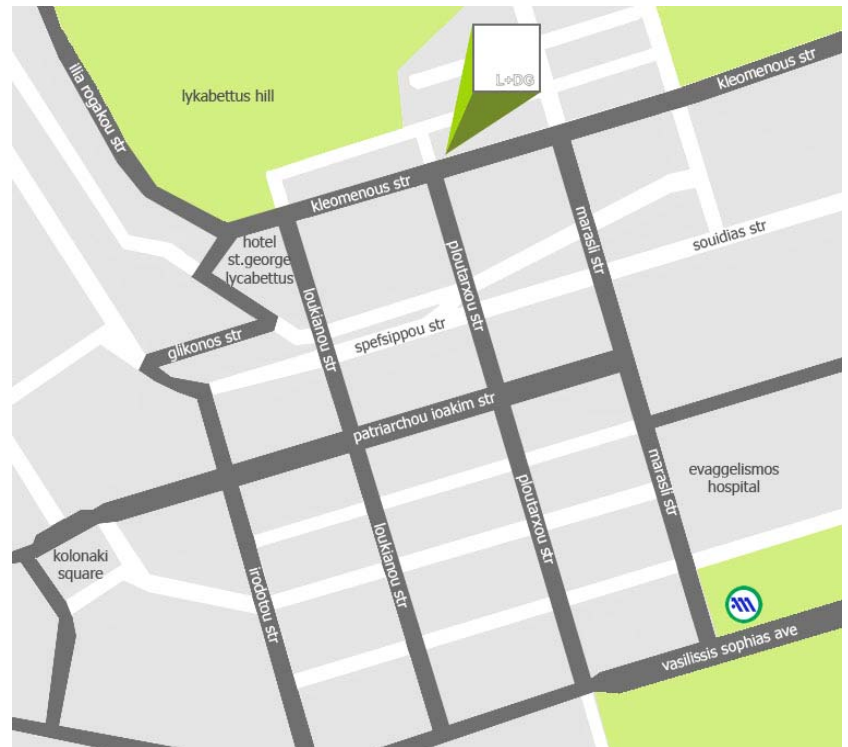 L+DG
kleomenous str
ilia rogakou str
lykabettus hill
kleomenous str
marasli str
souidias str
hotel
st.george
lycabettus
ploutarxou str
loukianou str
glikonos str
spefsippou str
patriarchou ioakim str
marasli str
evaggelismos
hospital
ploutarxou str
kolonaki
square
loukianou str
irodotou str
vasilissis sophias ave